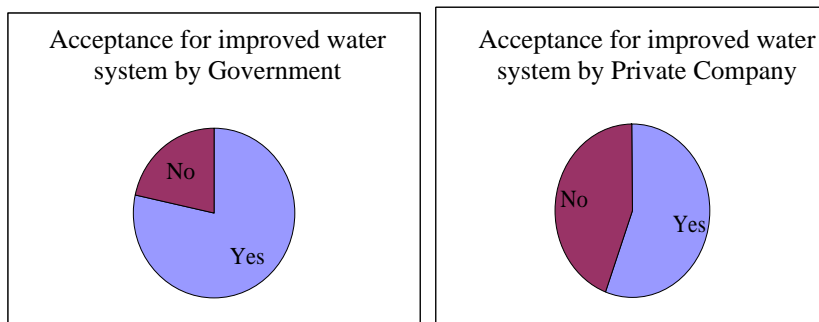 Acceptance for improved water
system by Government
No
Yes
Acceptance for improved water
system by Private Company
No
Yes